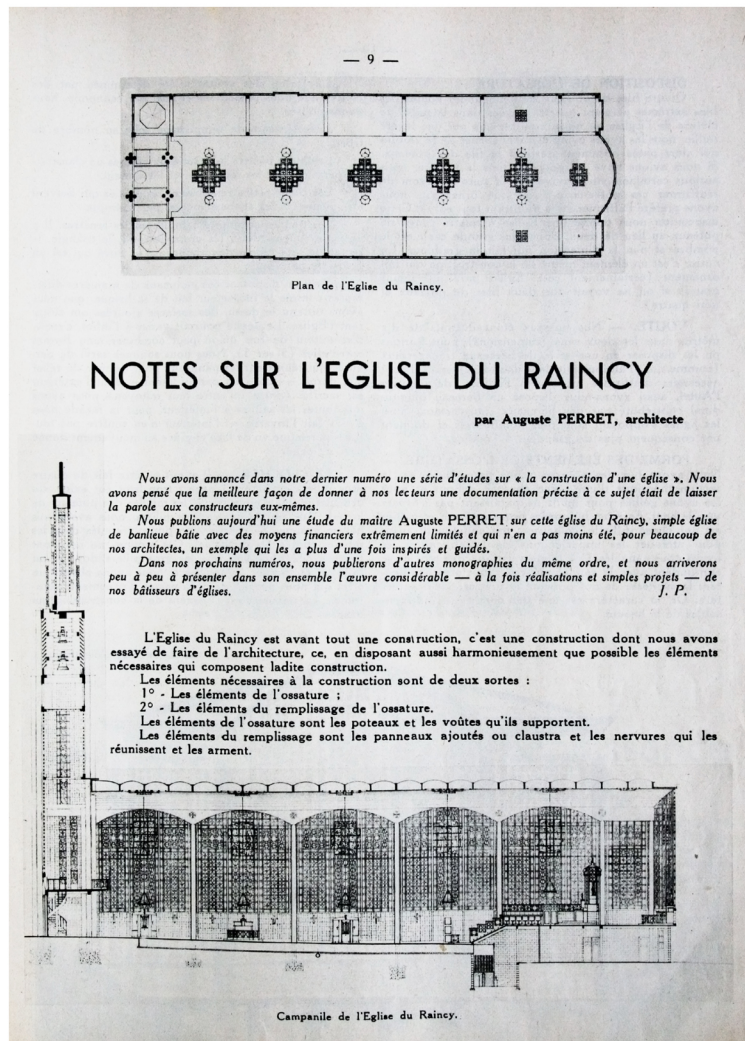 — 9 —
Plan de l'Eglise du Raincy.
NOTES SUR L'EGLISE DU RAINCY
par Auguste PERRET, architecte
Nous avons annoncé dans notre dernier numéro une série d'études sur « la construction d'une église ». Nous
avons pensé que la meilleure façon de donner à nos lecteurs une documentation précise à ce sujet était de laisser
la parole aux constructeurs eux-mêmes.
Nous publions aujourd'hui une étude du maître Auguste PERRET sur cette église du Raincy, simple église
de banlieue bâtie avec des moyens financiers extrêmement limités et qui n'en a pas moins été, pour beaucoup de
nos architectes, un exemple qui les a plus d'une fois inspirés et guidés.
Dans nos prochains numéros, nous publierons d'autres monographies du même ordre, et nous arriverons
peu à peu à présenter dans son ensemble l'œuvre considérable — à la fois réalisations et simples projets — de
nos bâtisseurs d'églises. J. P.
L'Eglise du Raincy est avant tout une construction, c'est une construction dont nous avons
essayé de faire de l'architecture, ce, en disposant aussi harmonieusement que possible les éléments
nécessaires qui composent ladite construction.
Les éléments nécessaires à la construction sont de deux sortes :
1° - Les éléments de l'ossature ;
2° - Les éléments du remplissage de l'ossature.
Les éléments de l'ossature sont les poteaux et les voûtes qu'ils supportent.
Les éléments du remplissage sont les panneaux ajoutés ou claustra et les nervures qui les
réunissent et les arment.
Campanile de l'Eglise du Raincy.